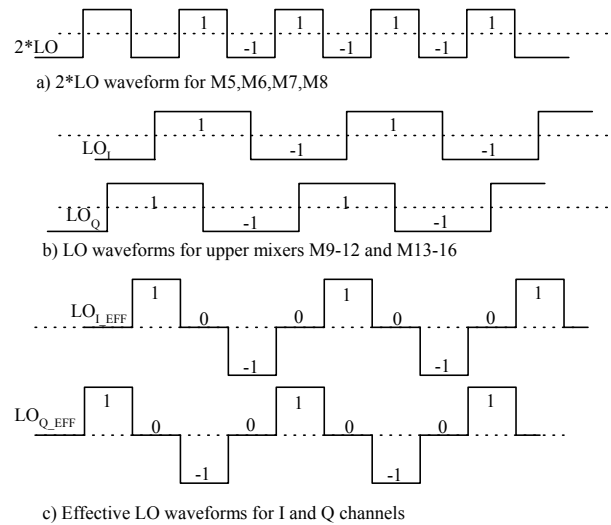 1 1 1 1
2*LO -1 -1 -1
a) 2*LO waveform for M5,M6,M7,M8
1 1
LO_I -1 -1
LO_Q 1 -1 1 -1
b) LO waveforms for upper mixers M9-12 and M13-16
LO_I_EFF 1 0 0 1 0 0 1
-1 -1
LO_Q_EFF 1 0 0 1 0 0 1
-1 -1
c) Effective LO waveforms for I and Q channels